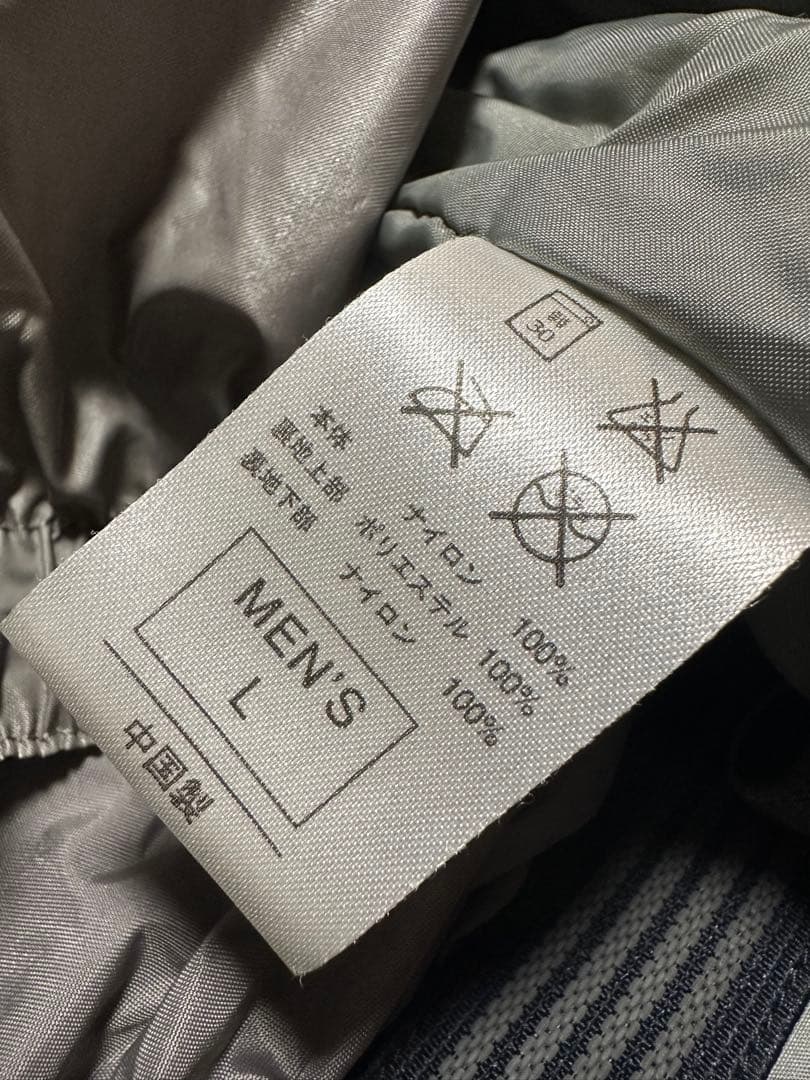 30
本体 ナイロン 100%
裏地上部 ポリエステル 100%
裏地下部 ナイロン 100%
MEN'S
L
中国製